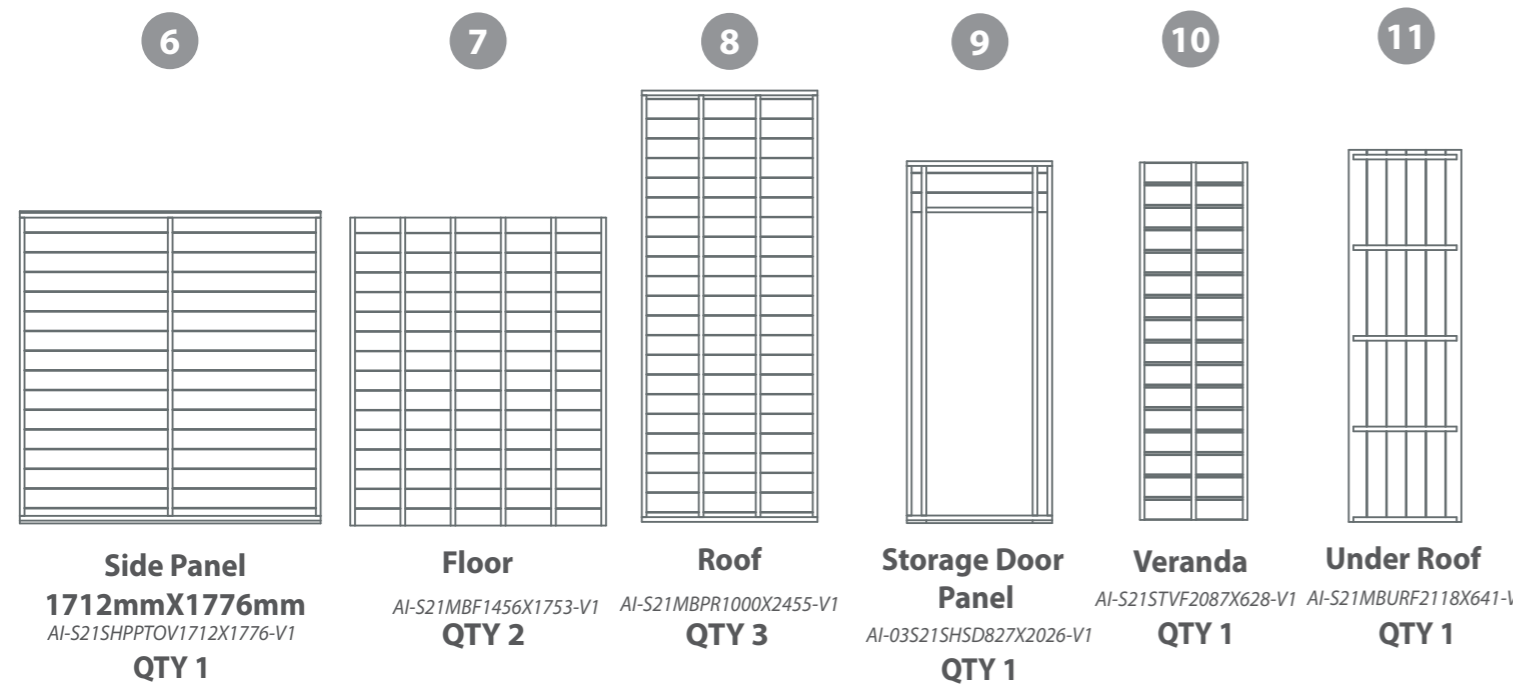 6
7
8
9
10
11
Side Panel
1712mmX1776mm
AI-S21SHPPTOV1712X1776-V1
QTY 1
Floor
AI-S21MBF1456X1753-V1
QTY 2
Roof
AI-S21MBPR1000X2455-V1
QTY 3
Storage Door
Panel
AI-03S21SHSD827X2026-V1
QTY 1
Veranda
AI-S21STVF2087X628-V1
QTY 1
Under Roof
AI-S21MBURF2118X641-V
QTY 1